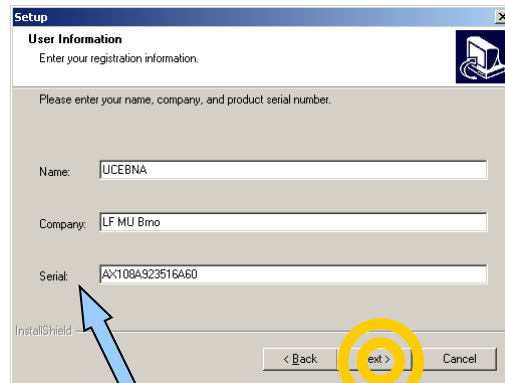 Setup
User Information
Enter your registration information.
Please enter your name, company, and product serial number.
Name: UCEBNA
Company: LF MU Brno
Serial: AX108A923516A60
InstallShield
< Back ext > Cancel